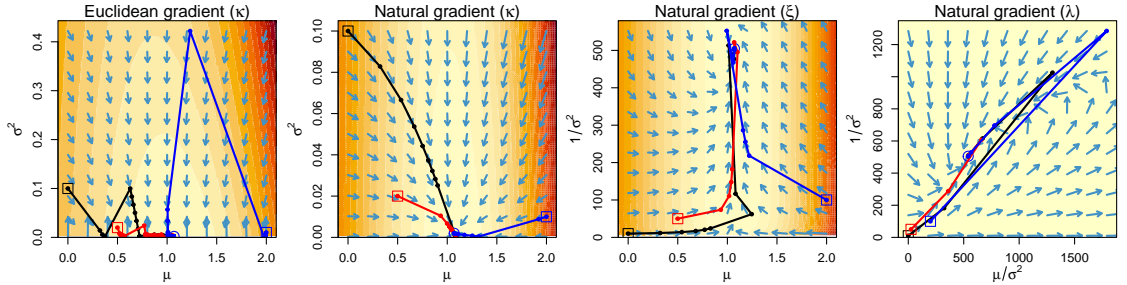 Euclidean gradient (κ)
Natural gradient (κ)
Natural gradient (ξ)
Natural gradient (λ)
σ²
0.4
0.3
0.2
0.1
0.0
0.0 0.5 1.0 1.5 2.0
μ
σ²
0.10
0.08
0.06
0.04
0.02
0.00
0.0 0.5 1.0 1.5 2.0
μ
1/σ²
500
400
300
200
100
0
0.0 0.5 1.0 1.5 2.0
μ
1/σ²
1200
1000
800
600
400
200
0
0 500 1000 1500
μ/σ²